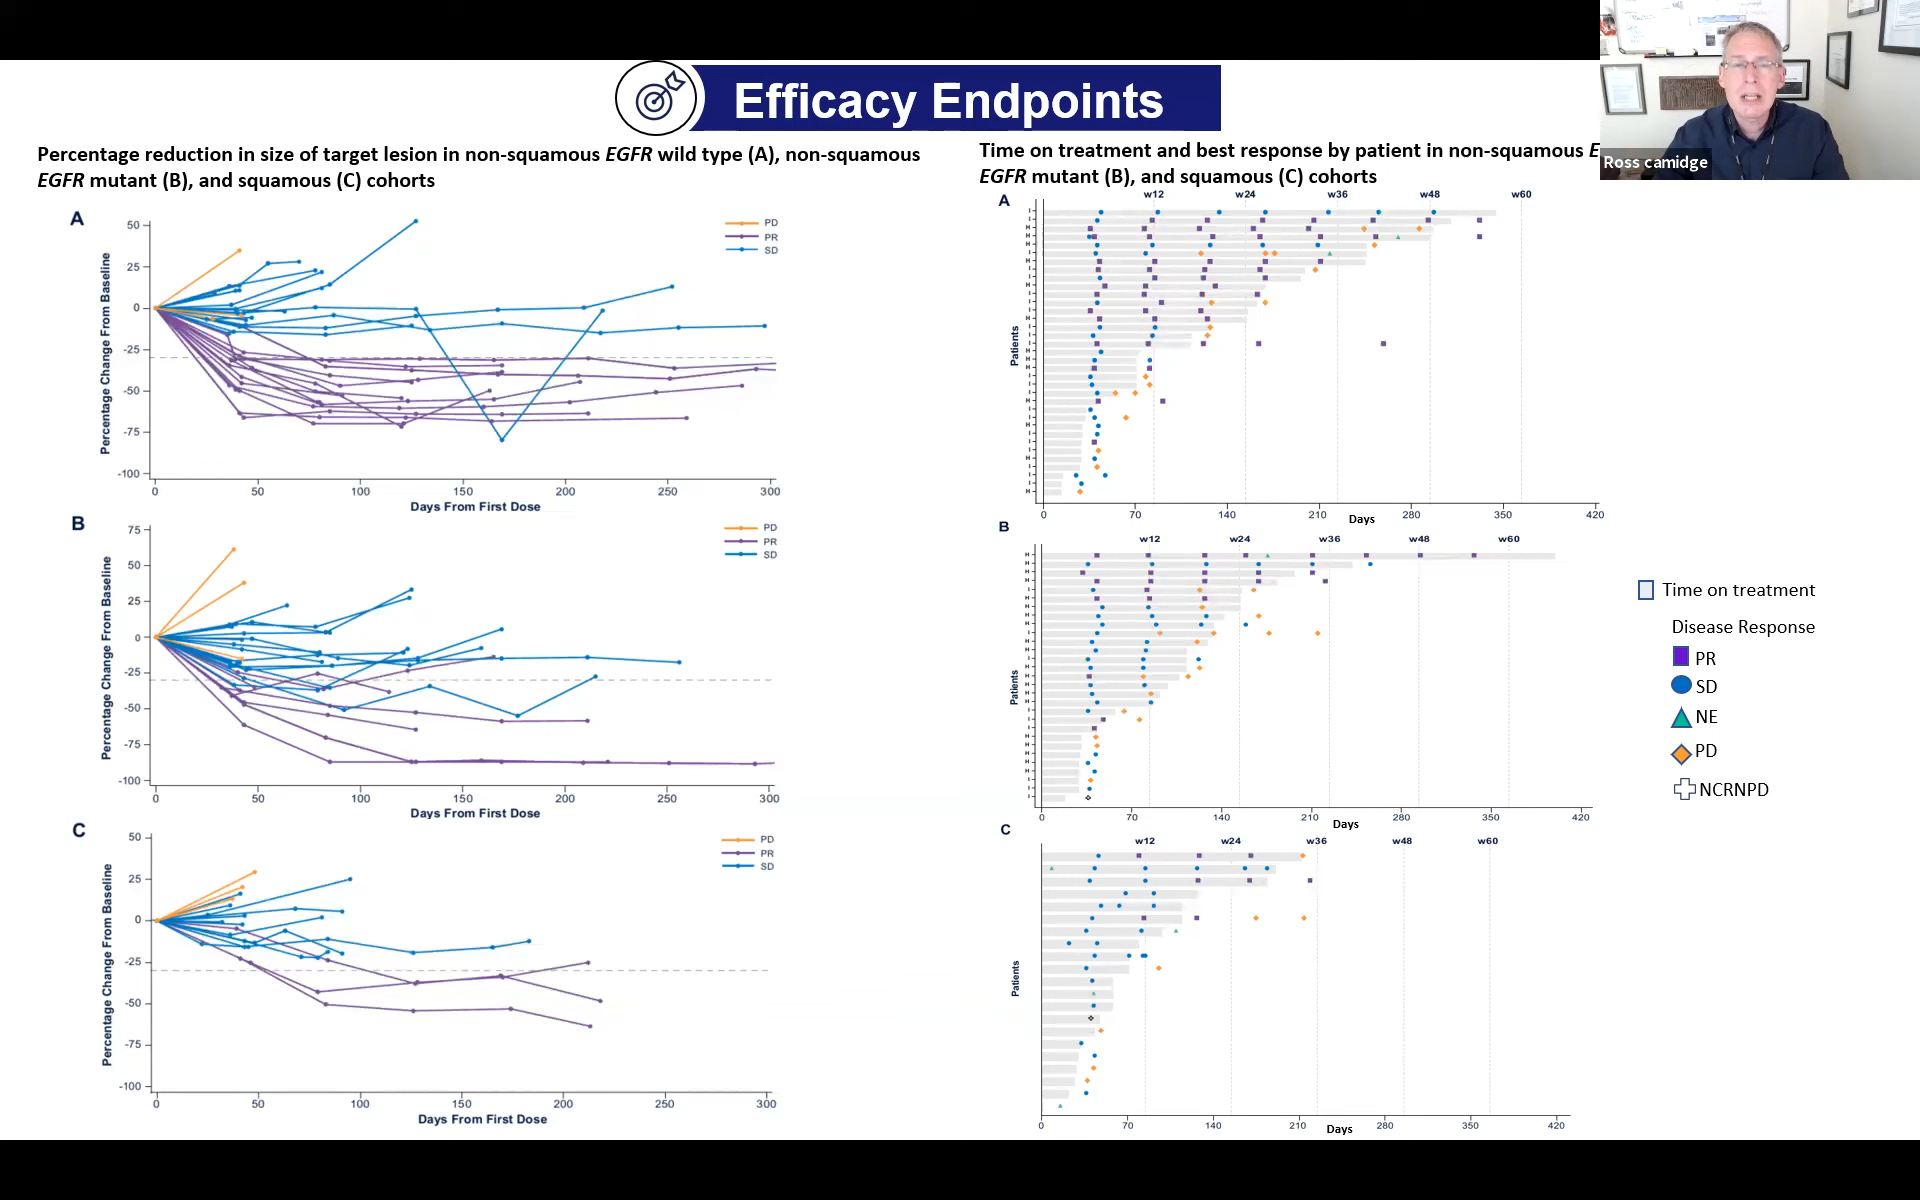 Efficacy Endpoints
Ross camidge
Percentage reduction in size of target lesion in non-squamous EGFR wild type (A), non-squamous
EGFR mutant (B), and squamous (C) cohorts
Time on treatment and best response by patient in non-squamous E
EGFR mutant (B), and squamous (C) cohorts
A
PD
PR
SD
Percentage Change From Baseline
50
25
0
-25
-50
-75
-100
0 50 100 150 200 250 300
Days From First Dose
B
PD
PR
SD
Percentage Change From Baseline
75
50
25
0
-25
-50
-75
-100
0 50 100 150 200 250 300
Days From First Dose
C
PD
PR
SD
Percentage Change From Baseline
50
25
0
-25
-50
-75
-100
0 50 100 150 200 250 300
Days From First Dose
A
w12 w24 w36 w48 w60
Patients
0 70 140 210 280 350 420
Days
B
w12 w24 w36 w48 w60
Patients
0 70 140 210 280 350 420
Days
C
w12 w24 w36 w48 w60
Patients
0 70 140 210 280 350 420
Days
Time on treatment
Disease Response
PR
SD
NE
PD
NCRNPD